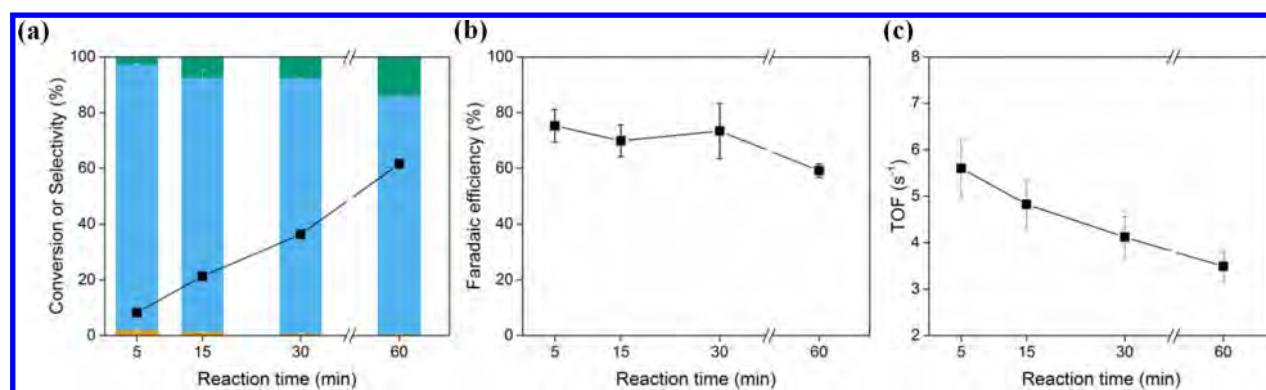 (a)
100
80
60
40
20
0
Conversion or Selectivity (%)
5 15 30 60
Reaction time (min)
(b)
100
80
60
40
20
0
Faradaic efficiency (%)
5 15 30 60
Reaction time (min)
(c)
8
7
6
5
4
3
2
TOF (s⁻¹)
5 15 30 60
Reaction time (min)